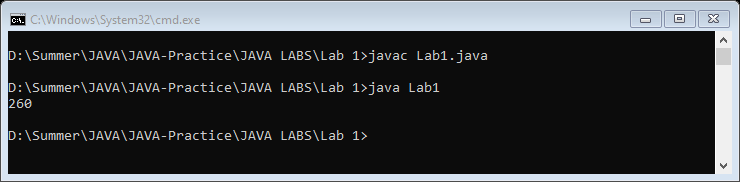 C:\Windows\System32\cmd.exe
D:\Summer\JAVA\JAVA-Practice\JAVA LABS\Lab 1>javac Lab1.java
D:\Summer\JAVA\JAVA-Practice\JAVA LABS\Lab 1>java Lab1
260
D:\Summer\JAVA\JAVA-Practice\JAVA LABS\Lab 1>